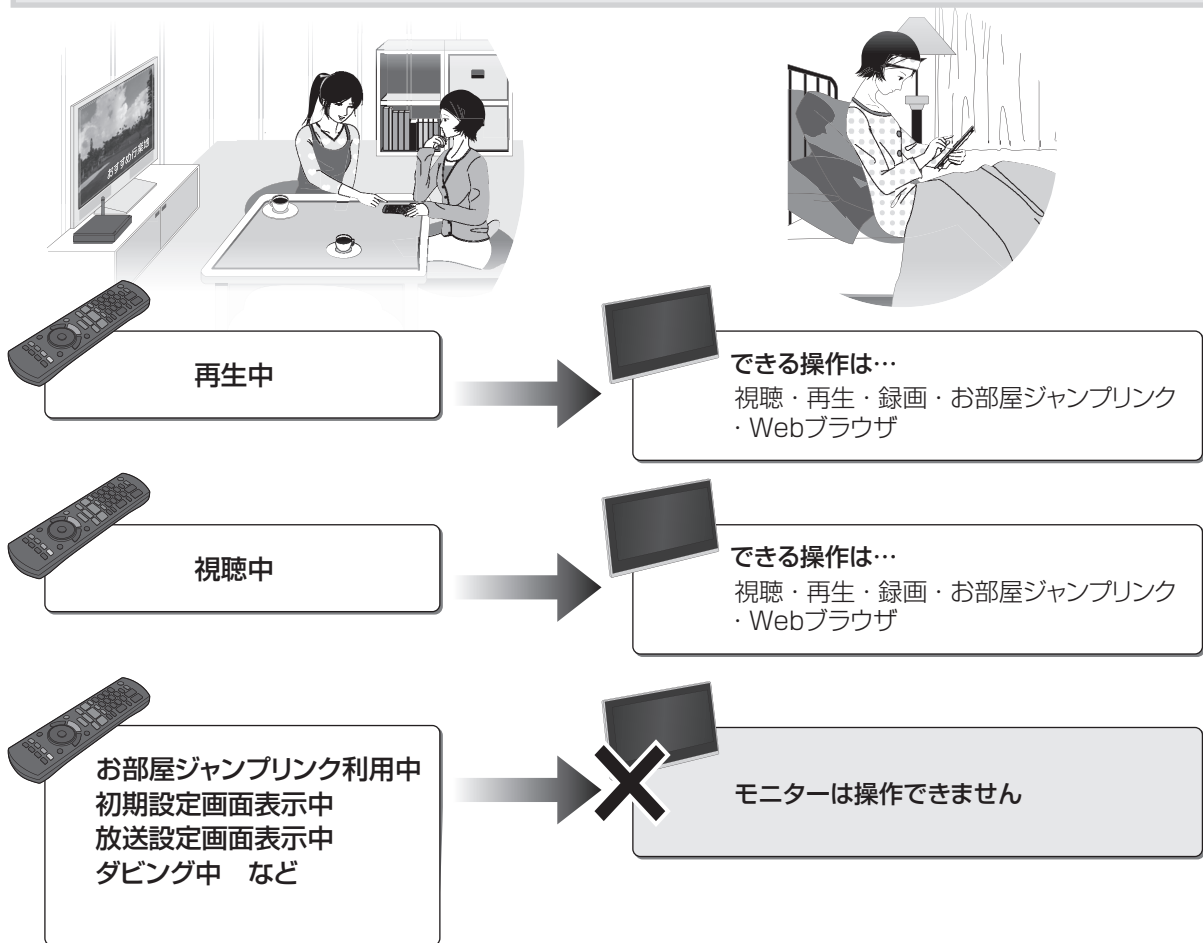 おすすめ行楽地
再生中
できる操作は…
視聴・再生・録画・お部屋ジャンプリンク
・Webブラウザ
視聴中
できる操作は…
視聴・再生・録画・お部屋ジャンプリンク
・Webブラウザ
お部屋ジャンプリンク利用中
初期設定画面表示中
放送設定画面表示中
ダビング中　など
モニターは操作できません